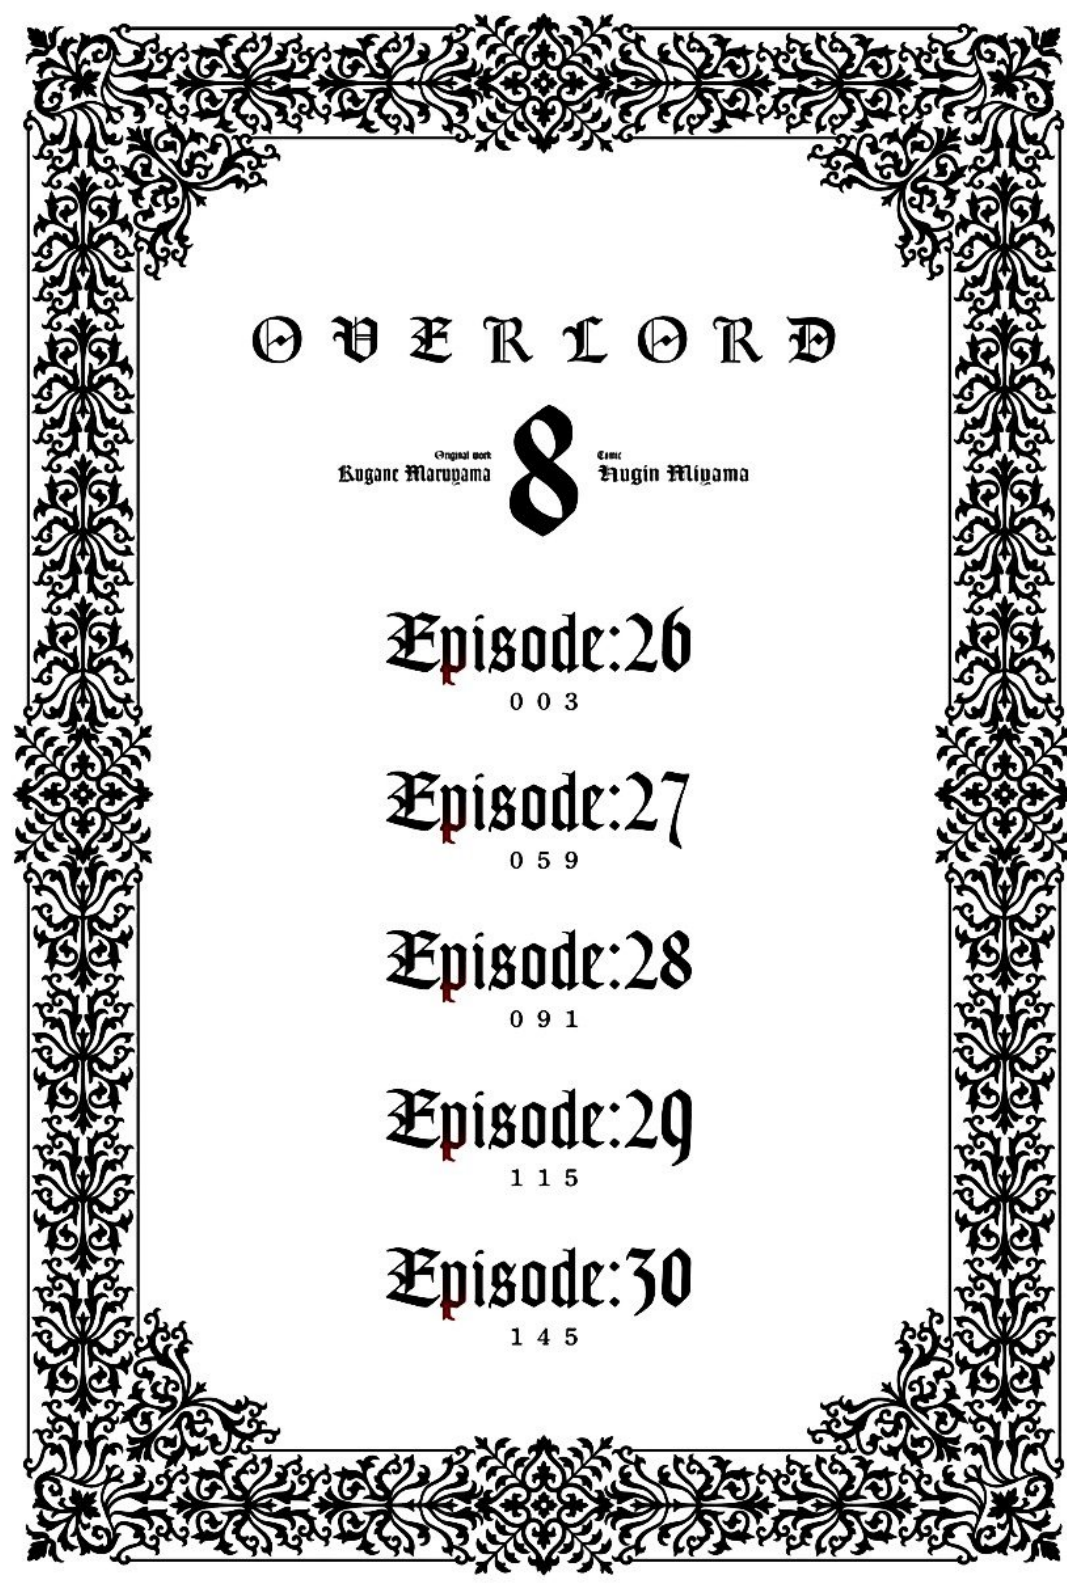 OVERLORD
8
Original work
Kugane Maruyama
Comic
Hugin Miyama
Episode:26
003
Episode:27
059
Episode:28
091
Episode:29
115
Episode:30
145